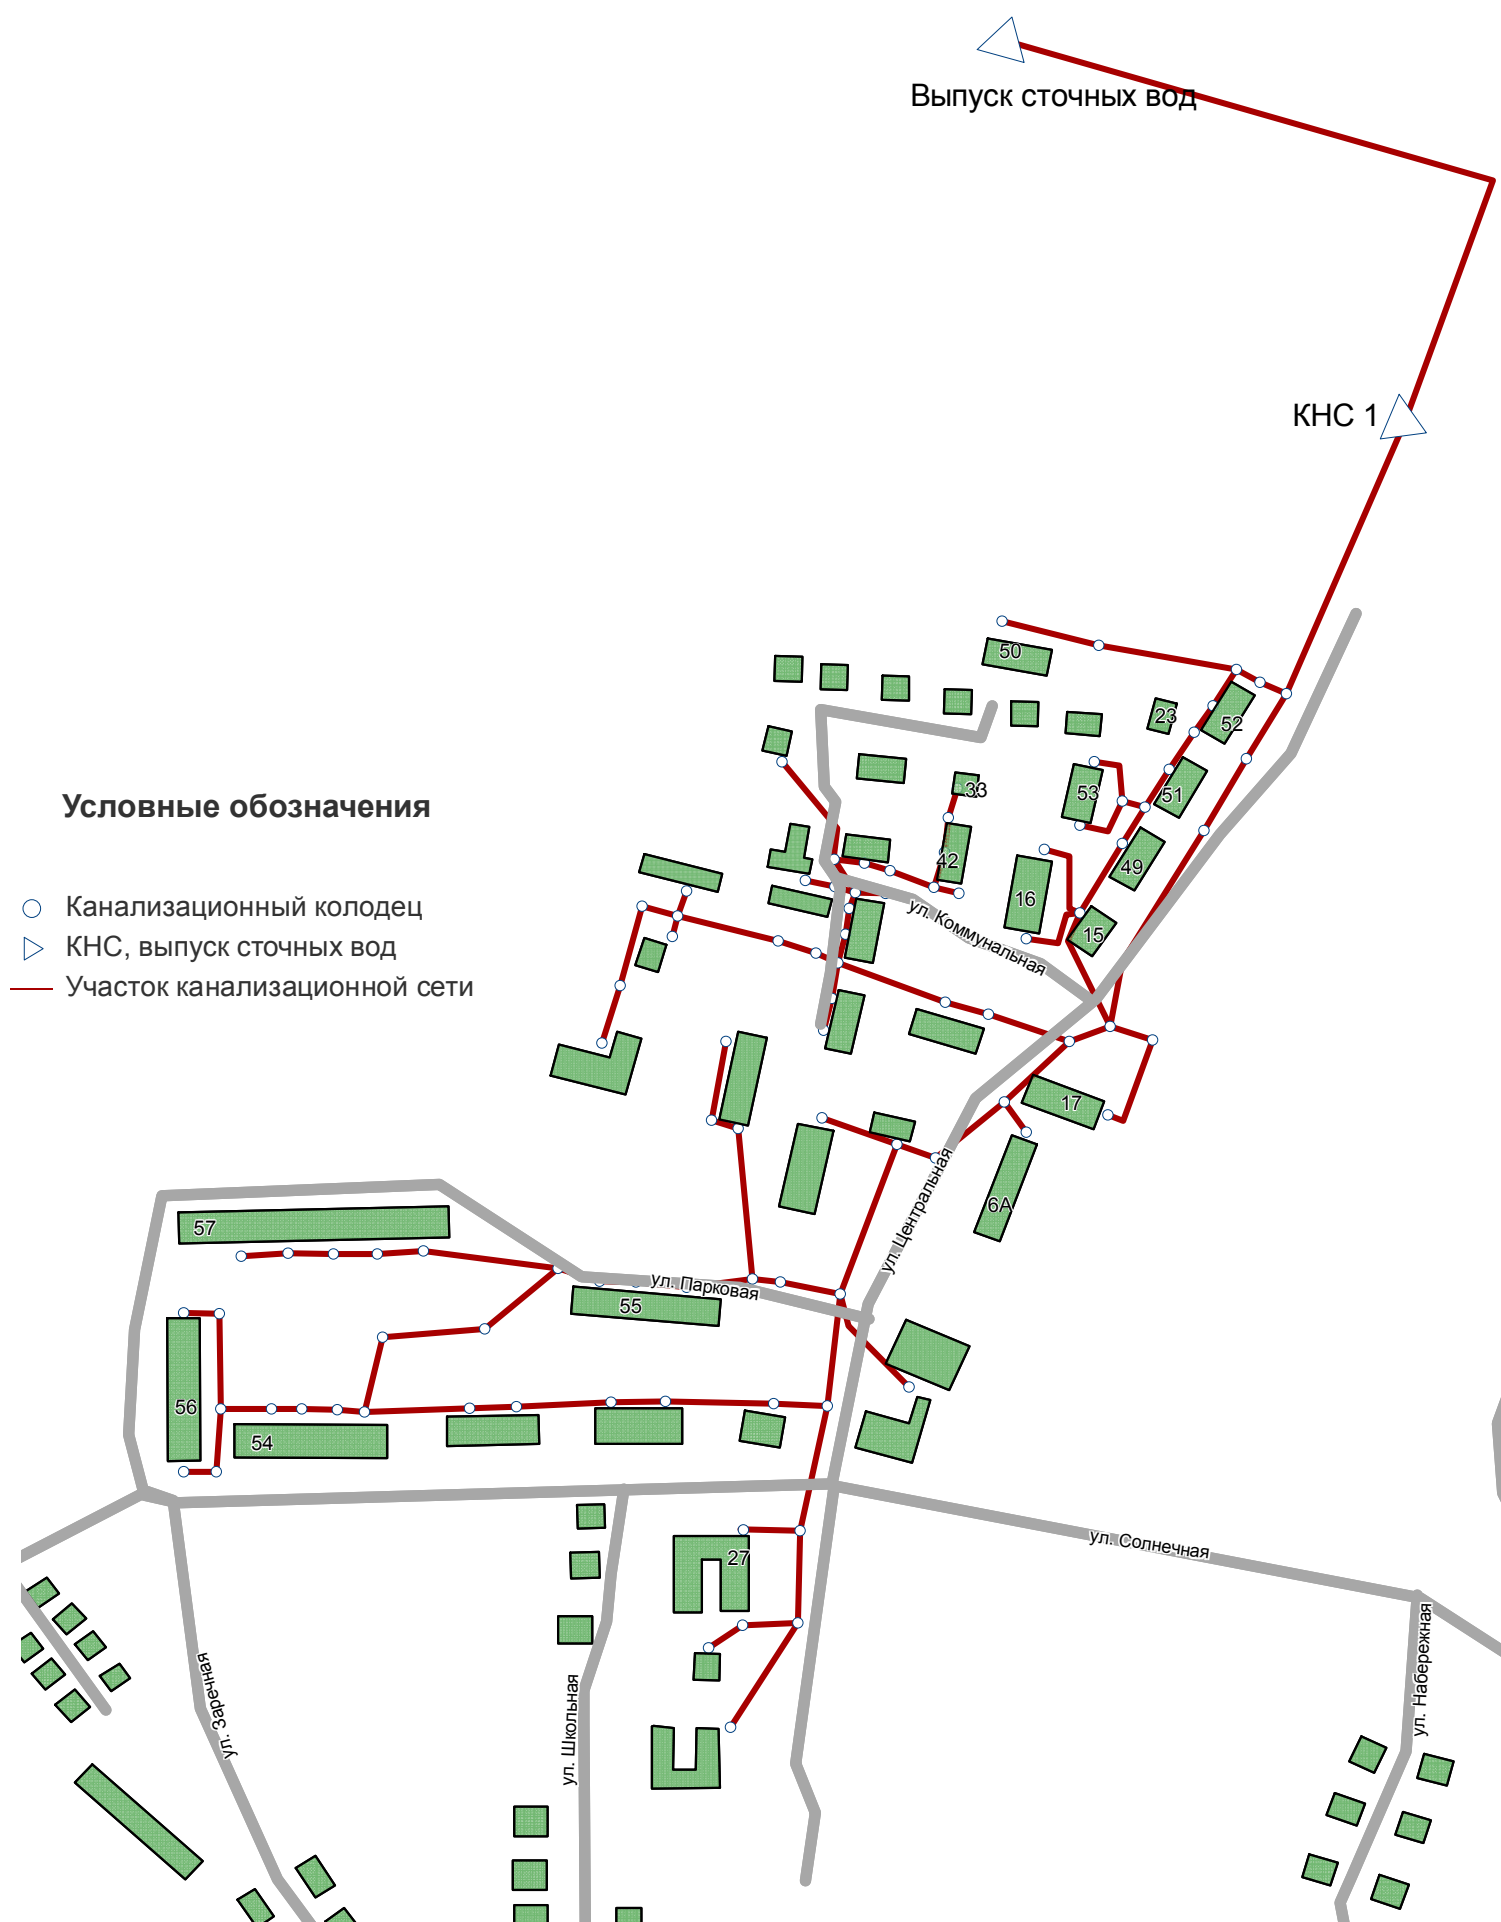 Выпуск сточных вод
КНС 1
50
23
52
33
53
51
Условные обозначения
42
49
16
Канализационный колодец
ул. Коммунальная
15
КНС, выпуск сточных вод
Участок канализационной сети
17
6А
ул. Центральная
57
ул. Парковая
55
56
54
ул. Солнечная
27
ул. Набережная
ул. Заречная
ул. Школьная